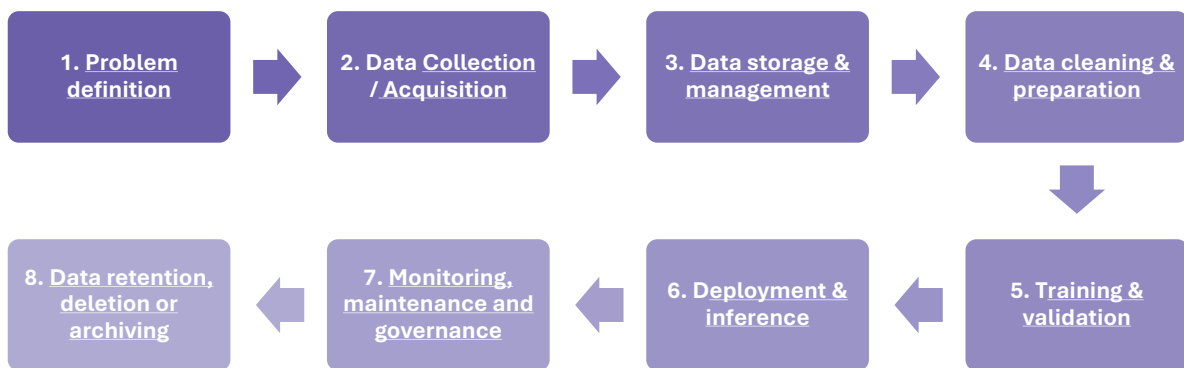 1. Problem
definition
2. Data Collection
/ Acquisition
3. Data storage &
management
4. Data cleaning &
preparation
8. Data retention,
deletion or
archiving
7. Monitoring,
maintenance and
governance
6. Deployment &
inference
5. Training &
validation